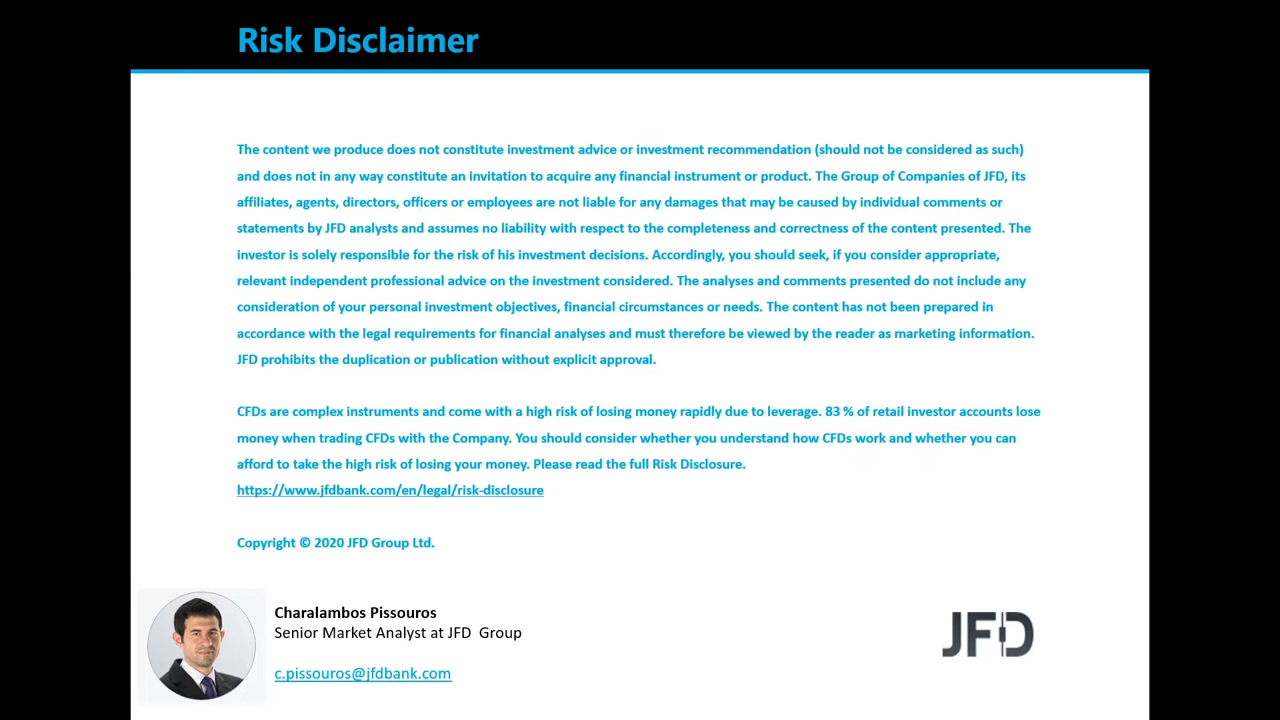 Risk Disclaimer
The content we produce does not constitute investment advice or investment recommendation (should not be considered as such)
and does not in any way constitute an invitation to acquire any financial instrument or product. The Group of Companies of JFD, its
affiliates, agents, directors, officers or employees are not liable for any damages that may be caused by individual comments or
statements by JFD analysts and assumes no liability with respect to the completeness and correctness of the content presented. The
investor is solely responsible for the risk of his investment decisions. Accordingly, you should seek, if you consider appropriate,
relevant independent professional advice on the investment considered. The analyses and comments presented do not include any
consideration of your personal investment objectives, financial circumstances or needs. The content has not been prepared in
accordance with the legal requirements for financial analyses and must therefore be viewed by the reader as marketing information.
JFD prohibits the duplication or publication without explicit approval.
CFDs are complex instruments and come with a high risk of losing money rapidly due to leverage. 83 % of retail investor accounts lose
money when trading CFDs with the Company. You should consider whether you understand how CFDs work and whether you can
afford to take the high risk of losing your money. Please read the full Risk Disclosure.
https://www.jfdbank.com/en/legal/risk-disclosure
Copyright © 2020 JFD Group Ltd.
Charalambos Pissouros
Senior Market Analyst at JFD Group
c.pissouros@jfdbank.com
JFD